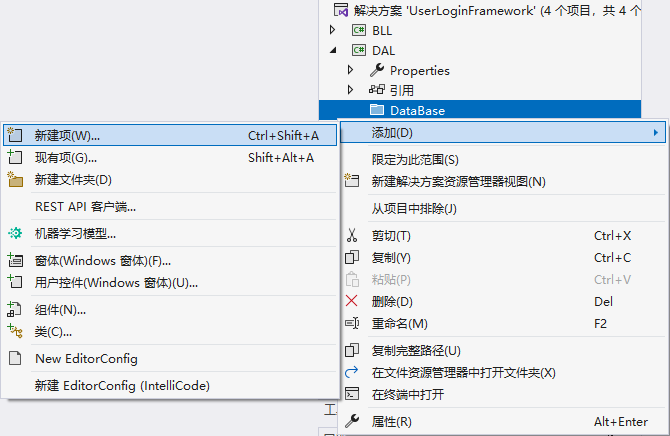 解决方案 'UserLoginFramework' (4 个项目，共 4 个
BLL
DAL
Properties
引用
DataBase
新建项(W)... Ctrl+Shift+A
现有项(G)... Shift+Alt+A
新建文件夹(D)
REST API 客户端...
机器学习模型...
窗体(Windows 窗体)(F)...
用户控件(Windows 窗体)(U)...
组件(N)...
类(C)...
New EditorConfig
新建 EditorConfig (IntelliCode)
添加(D)
限定为此范围(S)
新建解决方案资源管理器视图(N)
从项目中排除(J)
剪切(T) Ctrl+X
复制(Y) Ctrl+C
粘贴(P) Ctrl+V
删除(D) Del
重命名(M) F2
复制完整路径(U)
在文件资源管理器中打开文件夹(X)
在终端中打开
属性(R) Alt+Enter